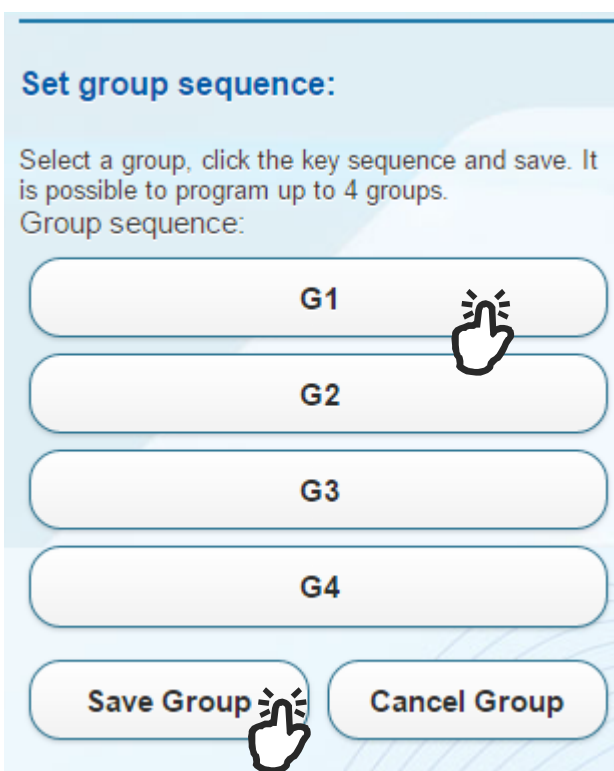 Set group sequence:
Select a group, click the key sequence and save. It
is possible to program up to 4 groups.
Group sequence:
G1
G2
G3
G4
Save Group
Cancel Group